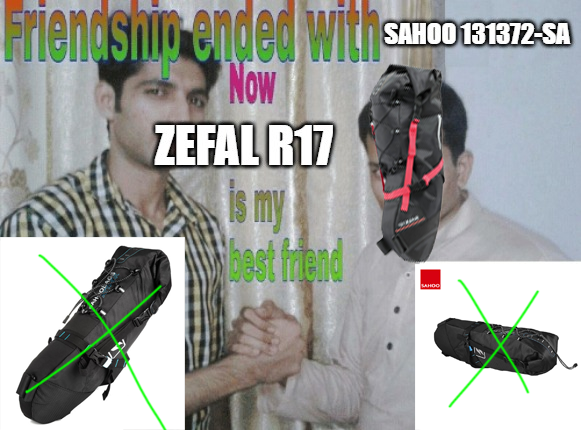 Friendship ended with SAHOO 131372-SA
Now
ZEFAL R17
is my
best friend
SAHOO